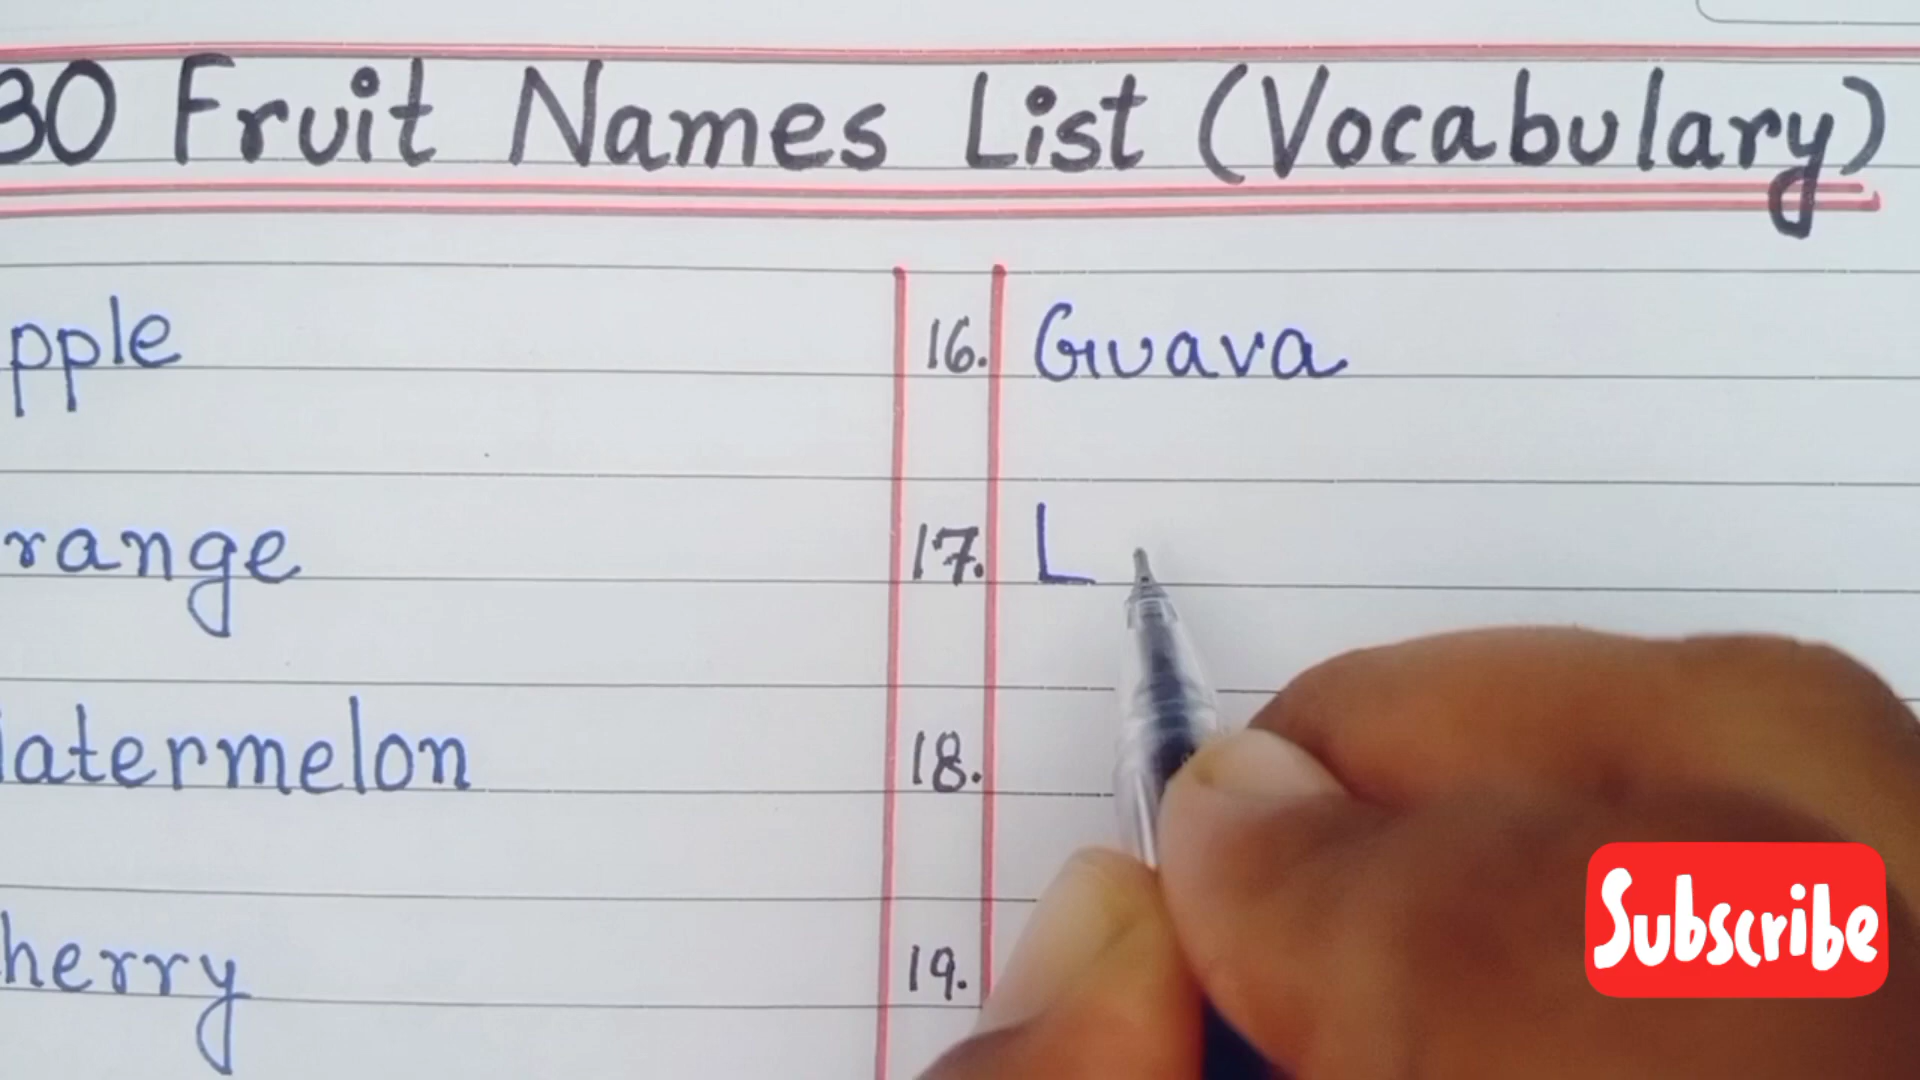 30 Fruit Names List (Vocabulary)
pple 16. Guava
range 17. L
atermelon 18.
herry 19.
Subscribe